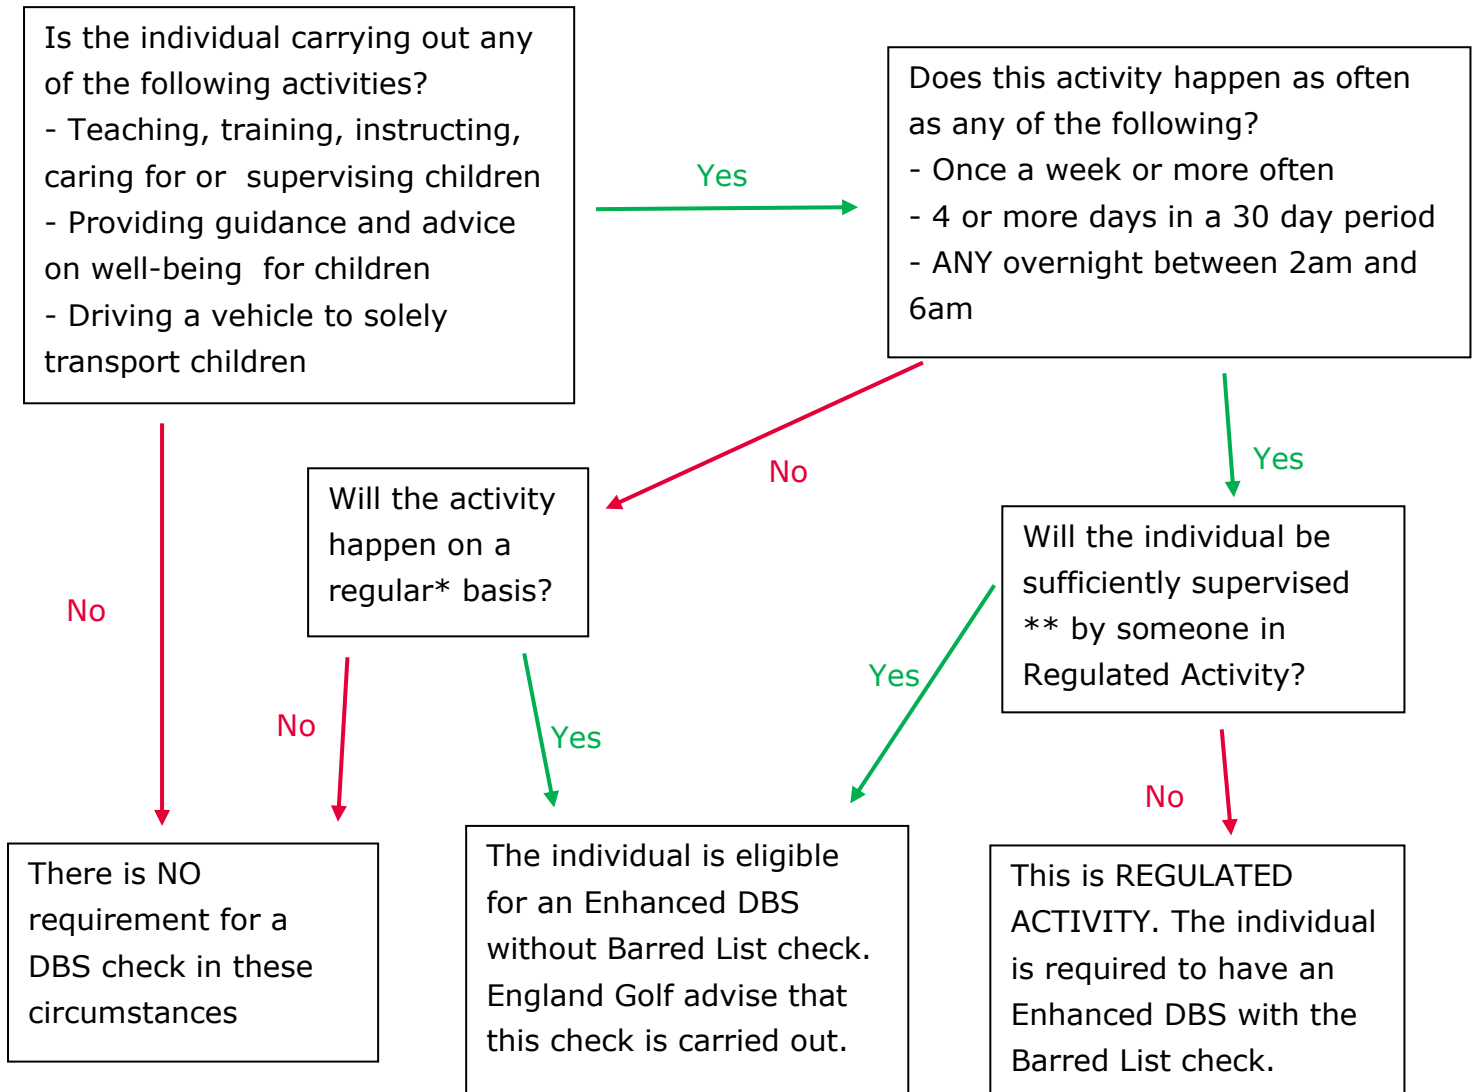 Is the individual carrying out any
of the following activities?
- Teaching, training, instructing,
caring for or  supervising children
- Providing guidance and advice
on well-being  for children
- Driving a vehicle to solely
transport children
Yes
Does this activity happen as often
as any of the following?
- Once a week or more often
- 4 or more days in a 30 day period
- ANY overnight between 2am and
6am
No
No
Yes
Will the activity
happen on a
regular* basis?
Will the individual be
sufficiently supervised
** by someone in
Regulated Activity?
No
Yes
Yes
No
There is NO
requirement for a
DBS check in these
circumstances
The individual is eligible
for an Enhanced DBS
without Barred List check.
England Golf advise that
this check is carried out.
This is REGULATED
ACTIVITY. The individual
is required to have an
Enhanced DBS with the
Barred List check.